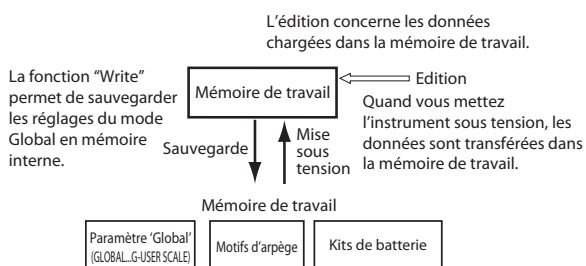 L'édition concerne les données
chargées dans la mémoire de travail.
La fonction "Write"
permet de sauvegarder
les réglages du mode
Global en mémoire
interne.
Mémoire de travail
Edition
Quand vous mettez
l'instrument sous tension, les
données sont transférées dans
la mémoire de travail.
Sauvegarde
Mise
sous
tension
Mémoire de travail
Paramètre 'Global'
(GLOBAL...G-USER SCALE)
Motifs d'arpège
Kits de batterie